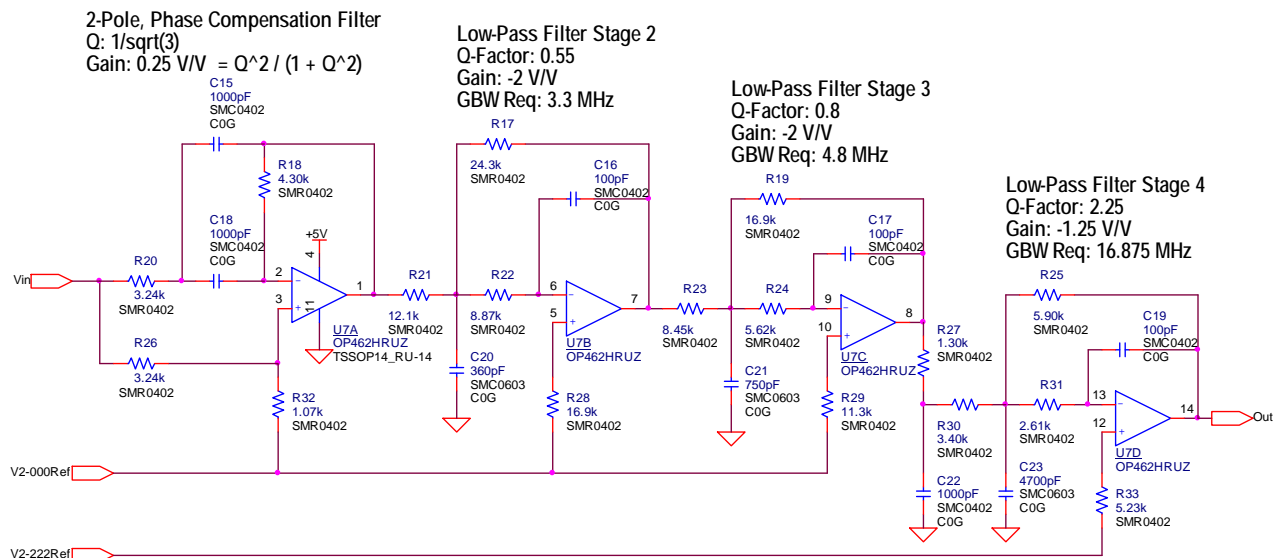 2-Pole, Phase Compensation Filter
Q: 1/sqrt(3)
Gain: 0.25 V/V = Q^2 / (1 + Q^2)
Low-Pass Filter Stage 2
Q-Factor: 0.55
Gain: -2 V/V
GBW Req: 3.3 MHz
Low-Pass Filter Stage 3
Q-Factor: 0.8
Gain: -2 V/V
GBW Req: 4.8 MHz
Low-Pass Filter Stage 4
Q-Factor: 2.25
Gain: -1.25 V/V
GBW Req: 16.875 MHz
C15
1000pF
SMC0402
C0G
R18
4.30k
SMR0402
C18
1000pF
SMC0402
C0G
+5V
4
Vin
R20
3.24k
SMR0402
2
3
1
11
U7A
OP462HRUZ
TSSOP14_RU-14
R26
3.24k
SMR0402
R32
1.07k
SMR0402
R17
24.3k
SMR0402
C16
100pF
SMC0402
C0G
R21
12.1k
SMR0402
R22
8.87k
SMR0402
6
5
7
U7B
OP462HRUZ
C20
360pF
SMC0603
C0G
R28
16.9k
SMR0402
R19
16.9k
SMR0402
C17
100pF
SMC0402
C0G
R23
8.45k
SMR0402
R24
5.62k
SMR0402
9
10
8
U7C
OP462HRUZ
C21
750pF
SMC0603
C0G
R29
11.3k
SMR0402
R27
1.30k
SMR0402
R25
5.90k
SMR0402
C19
100pF
SMC0402
C0G
R30
3.40k
SMR0402
R31
2.61k
SMR0402
13
12
14
Out
U7D
OP462HRUZ
C22
1000pF
SMC0402
C0G
C23
4700pF
SMC0603
C0G
R33
5.23k
SMR0402
V2-000Ref
V2-222Ref